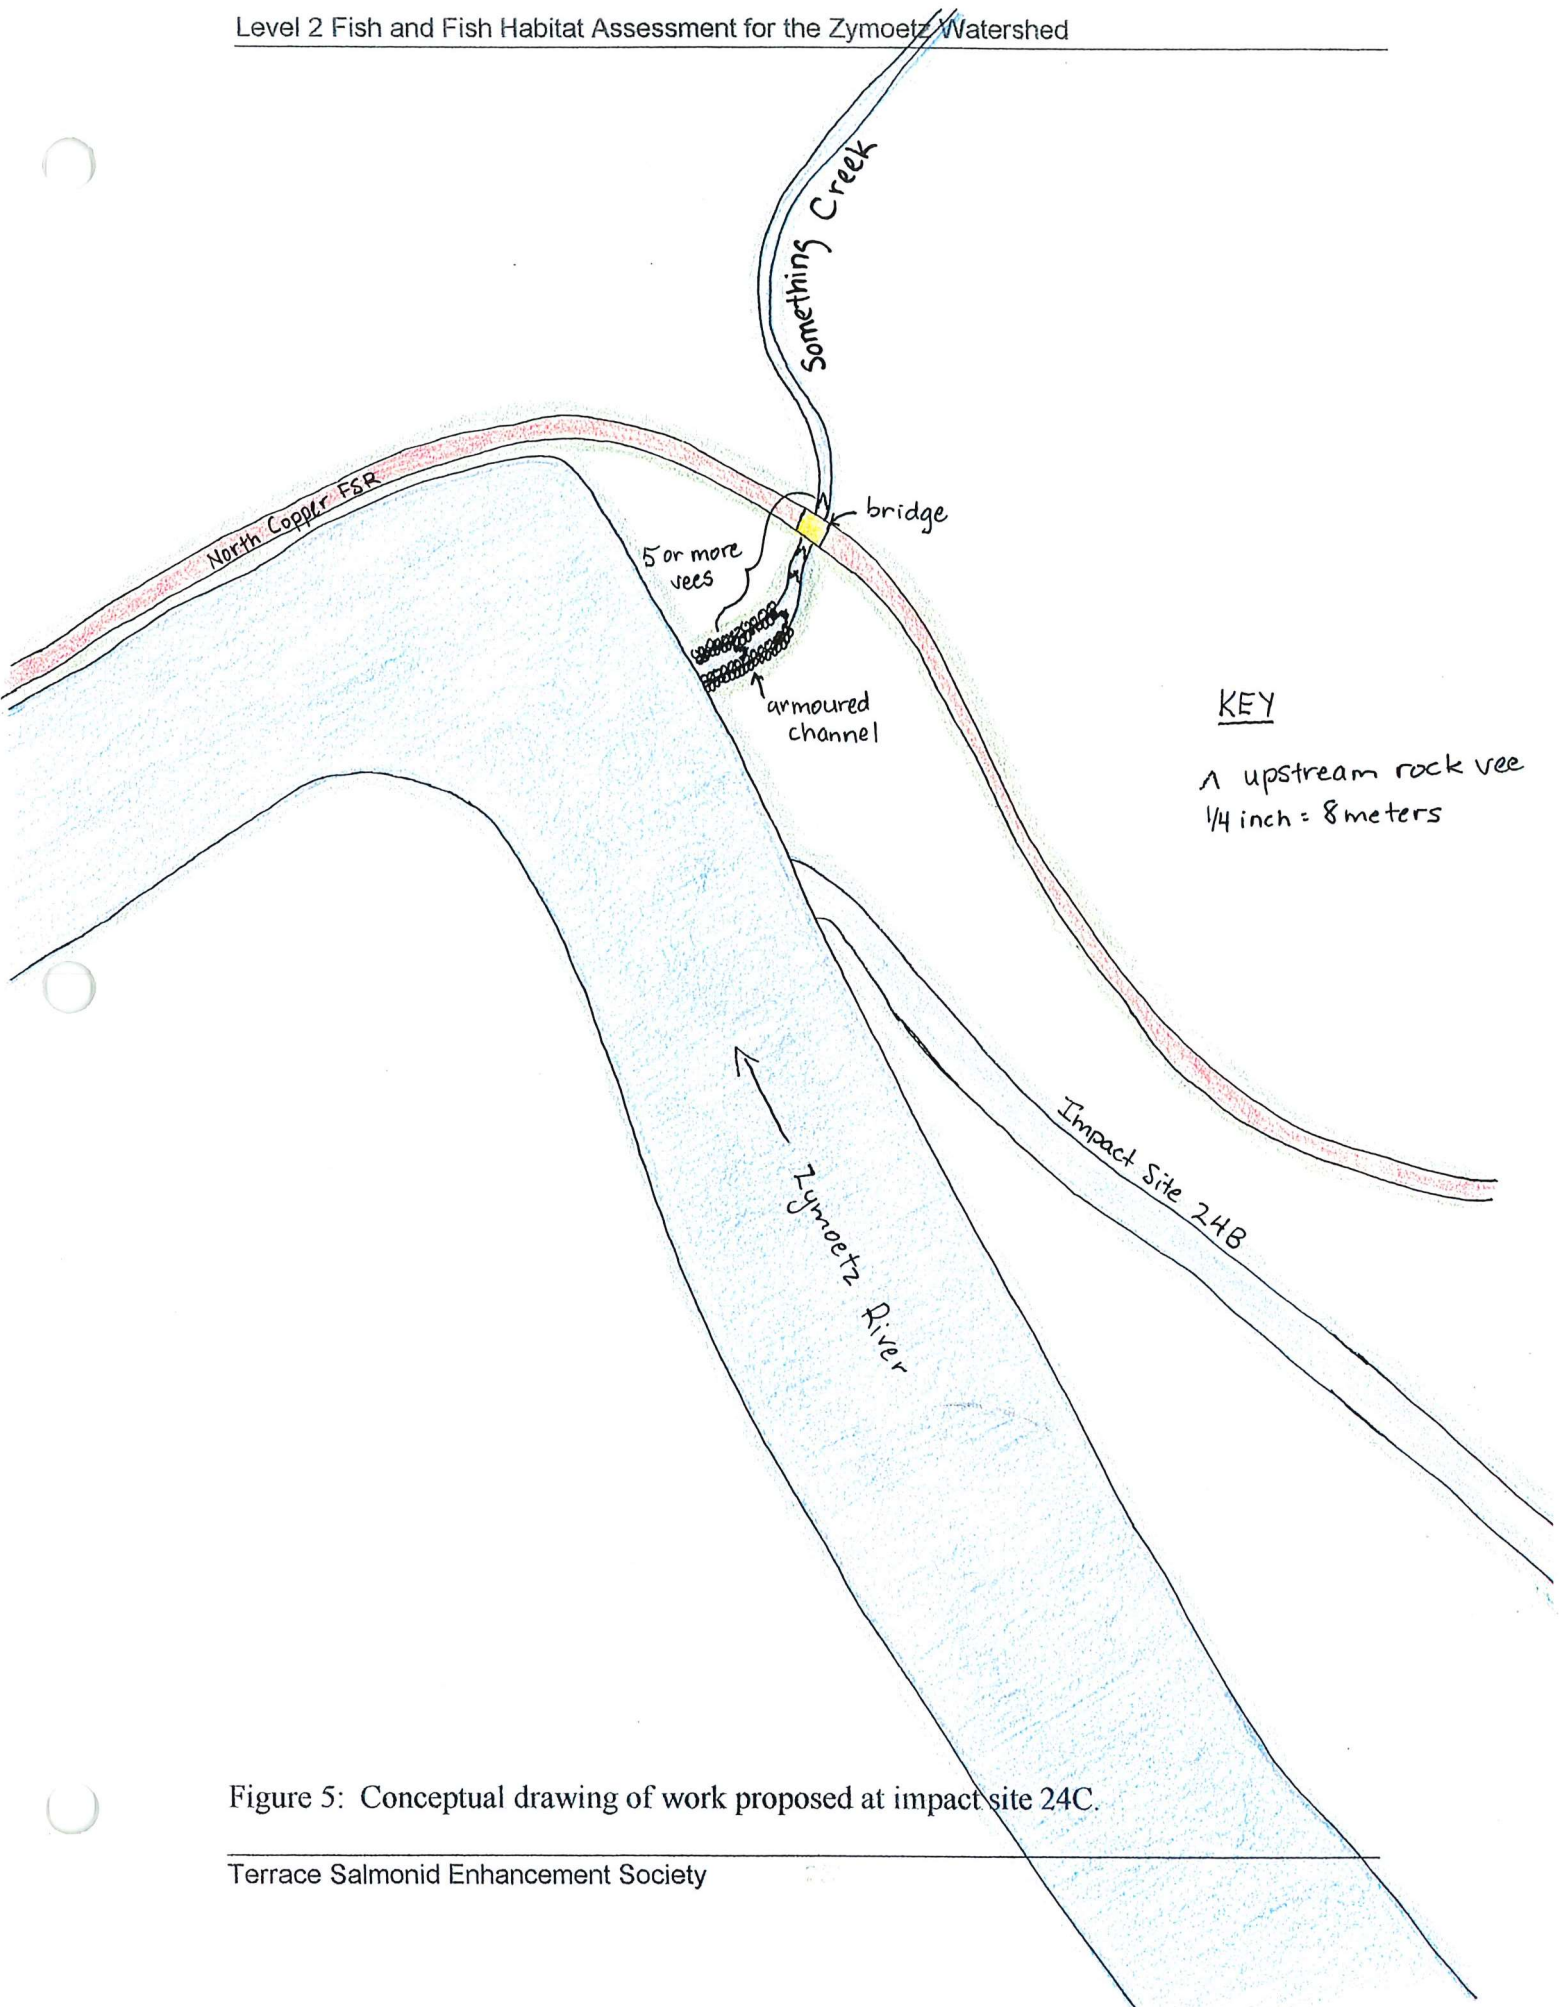 Level 2 Fish and Fish Habitat Assessment for the Zymoetz Watershed
Something Creek
North Copper FSR
bridge
5 or more
vees
armoured
channel
KEY
Λ upstream rock vee
1/4 inch = 8 meters
Impact Site 24B
Zymoetz River
Figure 5: Conceptual drawing of work proposed at impact site 24C.
Terrace Salmonid Enhancement Society